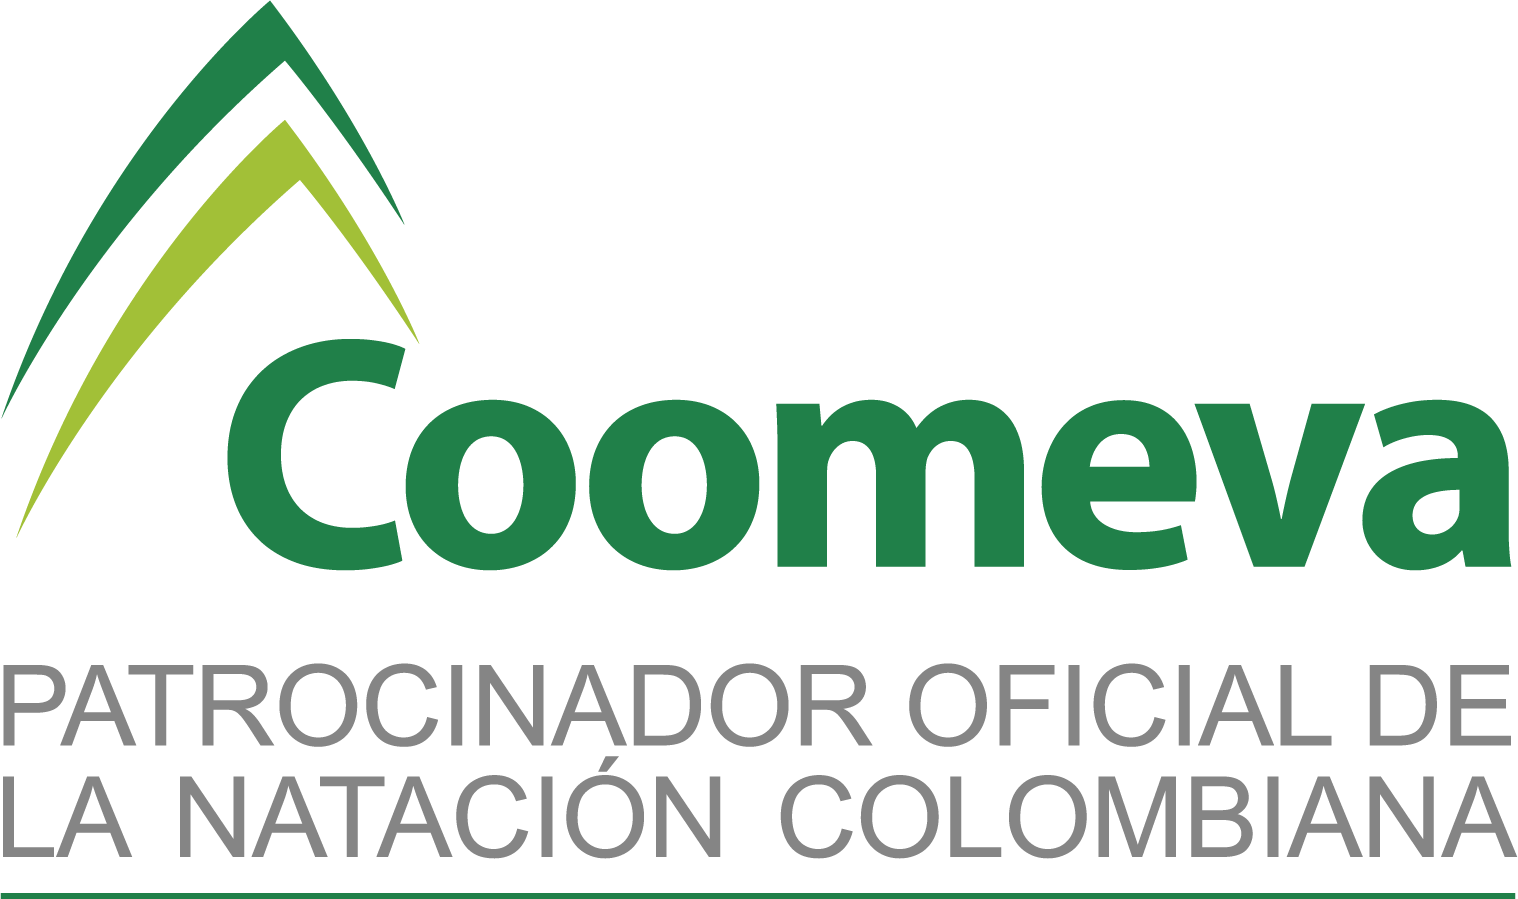 Coomeva
PATROCINADOR OFICIAL DE
LA NATACIÓN COLOMBIANA